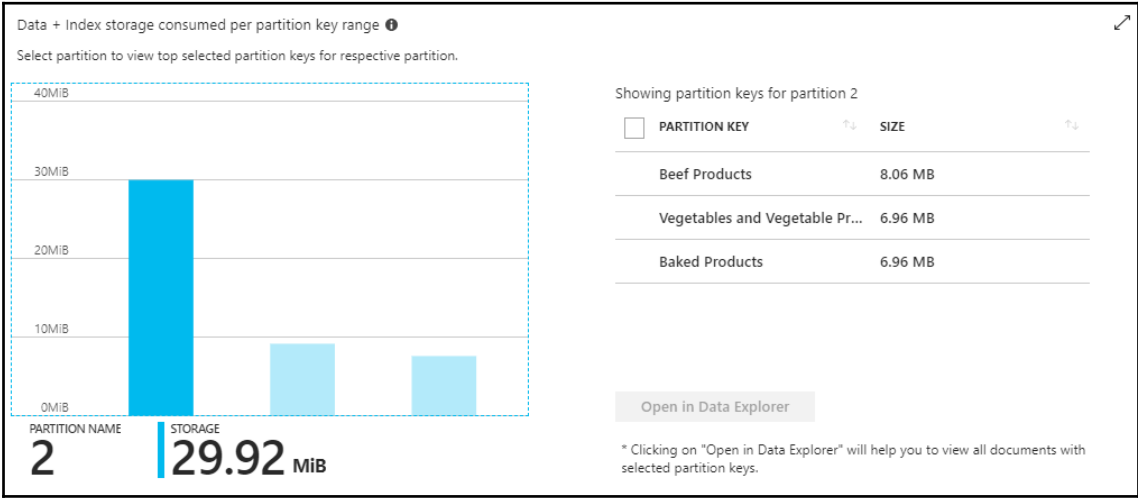 Data + Index storage consumed per partition key range
Select partition to view top selected partition keys for respective partition.
40MiB
30MiB
20MiB
10MiB
0MiB
PARTITION NAME
2
STORAGE
29.92 MiB
Showing partition keys for partition 2
PARTITION KEY SIZE
Beef Products 8.06 MB
Vegetables and Vegetable Pr... 6.96 MB
Baked Products 6.96 MB
Open in Data Explorer
* Clicking on "Open in Data Explorer" will help you to view all documents with
selected partition keys.